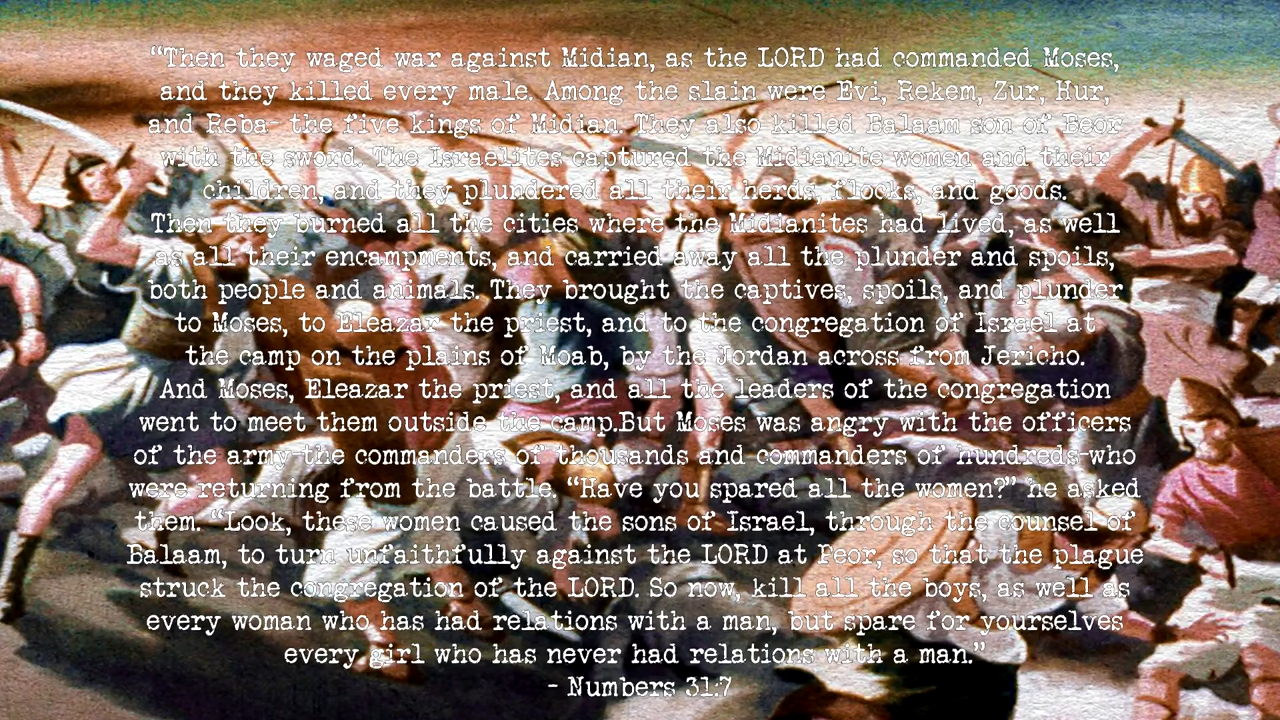 “Then they waged war against Midian, as the LORD had commanded Moses,
and they killed every male. Among the slain were Evi, Rekem, Zur, Hur,
and Reba- the five kings of Midian. They also killed Balaam son of Beor
with the sword. The Israelites captured the Midianite women and their
children, and they plundered all their herds, flocks, and goods.
Then they burned all the cities where the Midianites had lived, as well
as all their encampments, and carried away all the plunder and spoils,
both people and animals. They brought the captives, spoils, and plunder
to Moses, to Eleazar the priest, and to the congregation of Israel at
the camp on the plains of Moab, by the Jordan across from Jericho.
And Moses, Eleazar the priest, and all the leaders of the congregation
went to meet them outside the camp.But Moses was angry with the officers
of the army-the commanders of thousands and commanders of hundreds-who
were returning from the battle. “Have you spared all the women?” he asked
them. “Look, these women caused the sons of Israel, through the counsel of
Balaam, to turn unfaithfully against the LORD at Peor, so that the plague
struck the congregation of the LORD. So now, kill all the boys, as well as
every woman who has had relations with a man, but spare for yourselves
every girl who has never had relations with a man.”
- Numbers 31:7